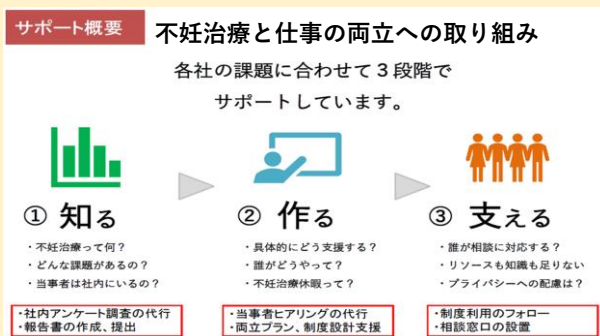 サポート概要
不妊治療と仕事の両立への取り組み
各社の課題に合わせて３段階で
サポートしています。
① 知る
・不妊治療って何？
・どんな課題があるの？
・当事者は社内にいるの？
・社内アンケート調査の代行
・報告書の作成、提出
② 作る
・具体的にどう支援する？
・誰がどうやって？
・不妊治療休暇って？
・当事者ヒアリングの代行
・両立プラン、制度設計支援
③ 支える
・誰が相談に対応する？
・リソースも知識も足りない
・プライバシーへの配慮は？
・制度利用のフォロー
・相談窓口の設置